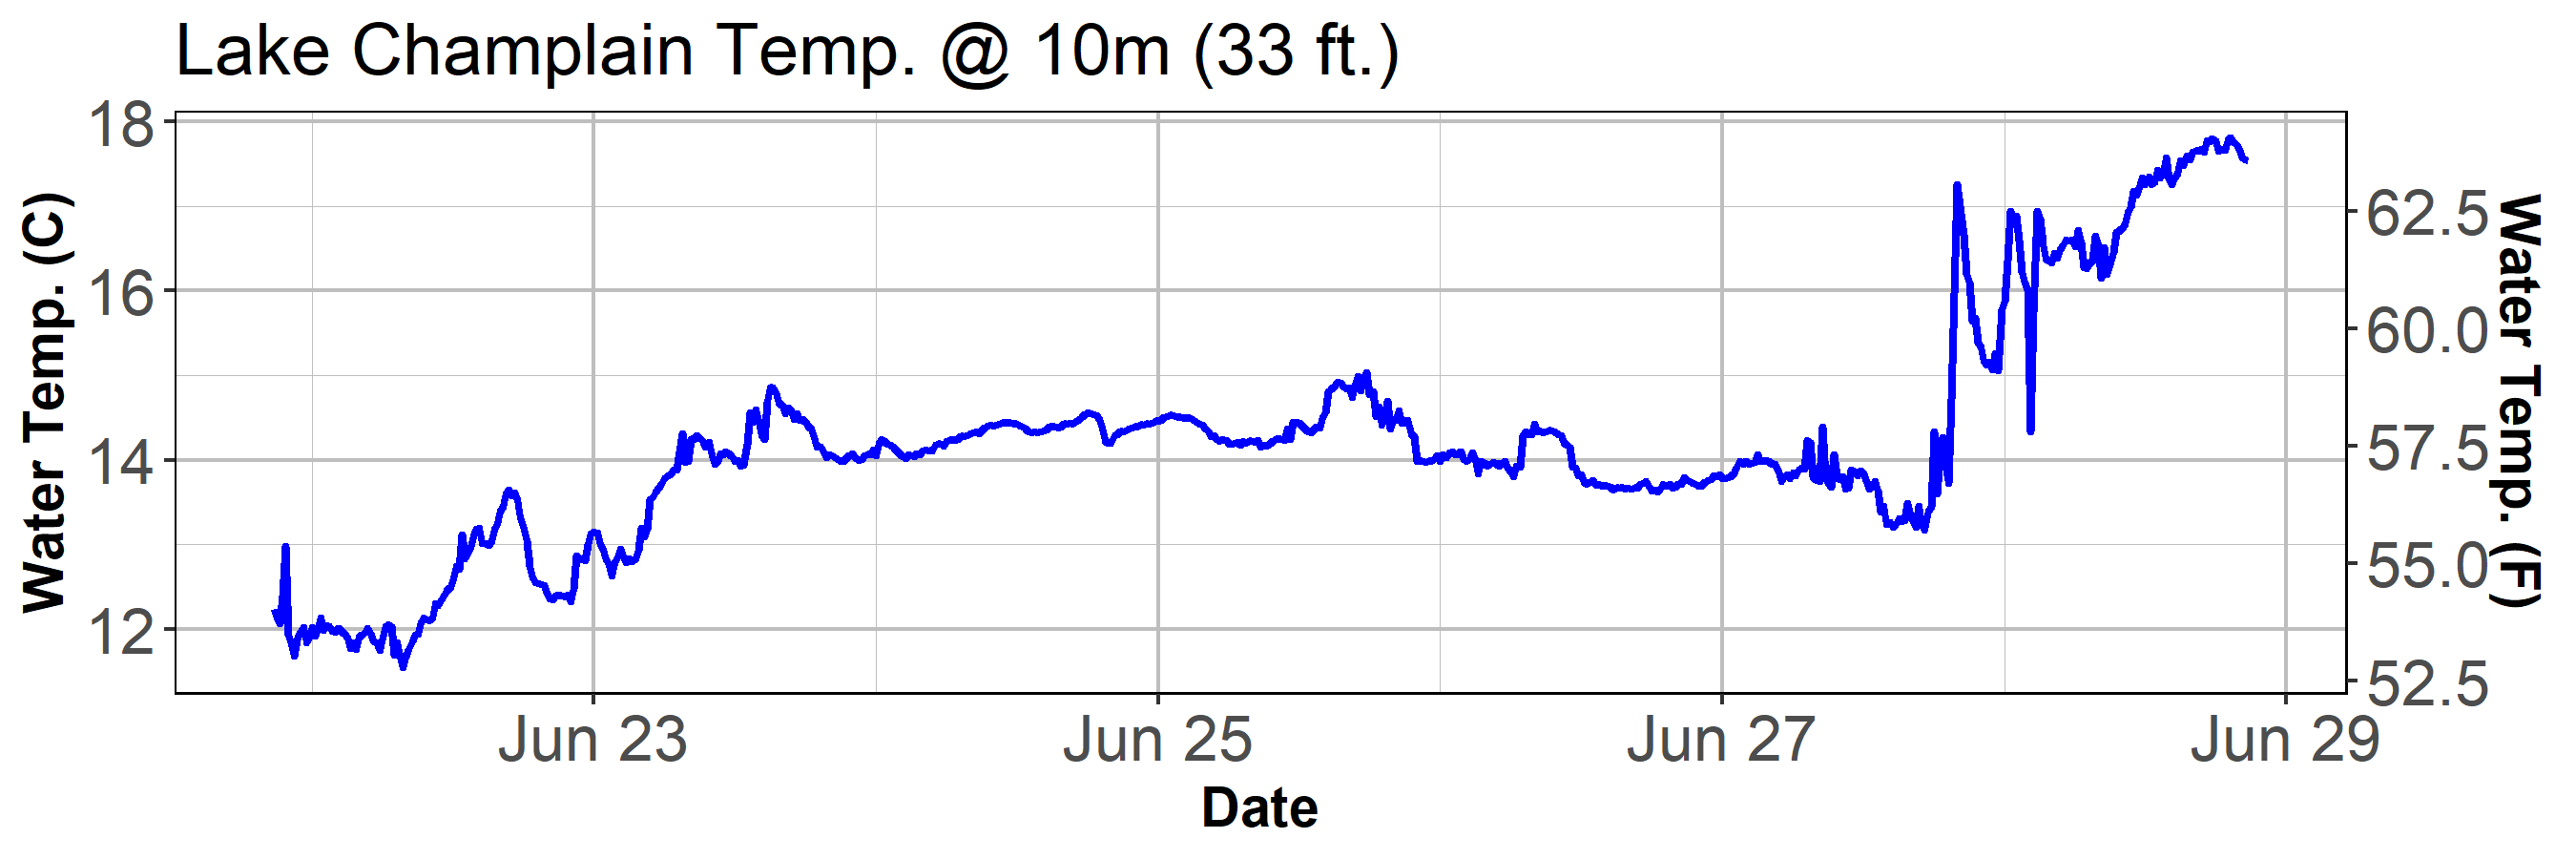 Lake Champlain Temp. @ 10m (33 ft.)
Water Temp. (C)
18
16
14
12
62.5
60.0
57.5
55.0
52.5
Water Temp. (F)
Jun 23 Jun 25 Jun 27 Jun 29
Date